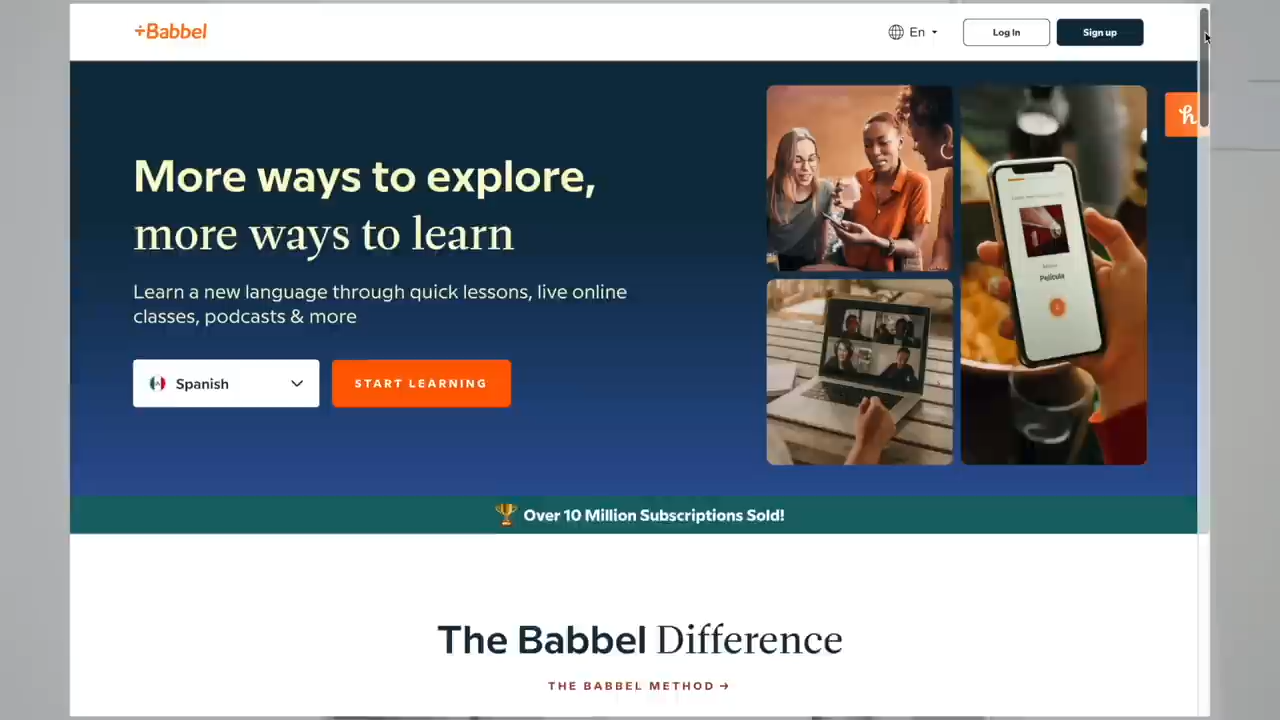 +Babbel
En
Log In
Sign up
h
More ways to explore,
more ways to learn
Learn a new language through quick lessons, live online
classes, podcasts & more
Spanish
START LEARNING
Película
Over 10 Million Subscriptions Sold!
The Babbel Difference
THE BABBEL METHOD →